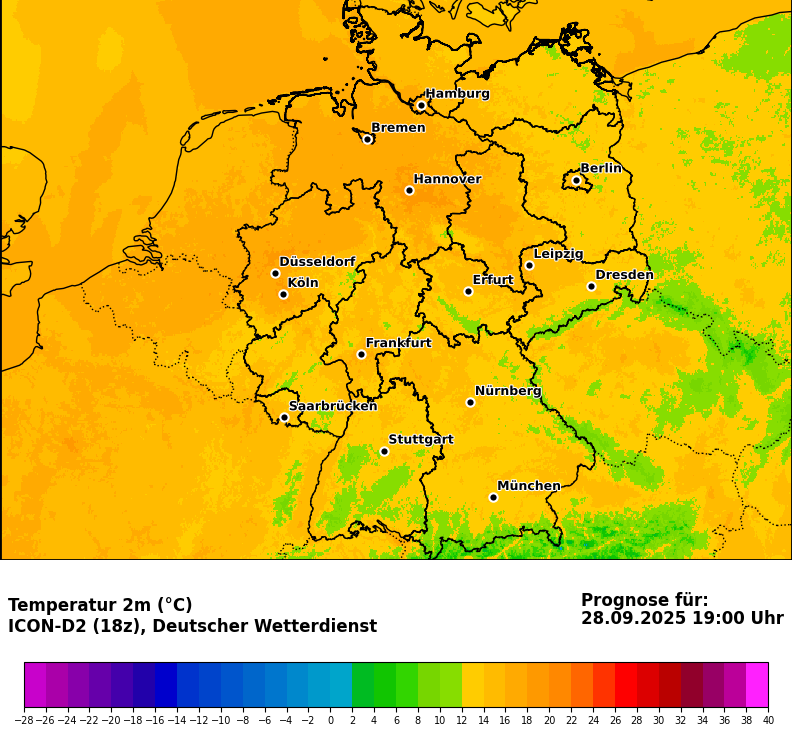 Hamburg
Bremen
Berlin
Hannover
Leipzig
Düsseldorf
Dresden
Köln
Erfurt
Frankfurt
Nürnberg
Saarbrücken
Stuttgart
München
Temperatur 2m (°C)
ICON-D2 (18z), Deutscher Wetterdienst
Prognose für:
28.09.2025 19:00 Uhr
−28 −26 −24 −22 −20 −18 −16 −14 −12 −10 −8 −6 −4 −2 0 2 4 6 8 10 12 14 16 18 20 22 24 26 28 30 32 34 36 38 40